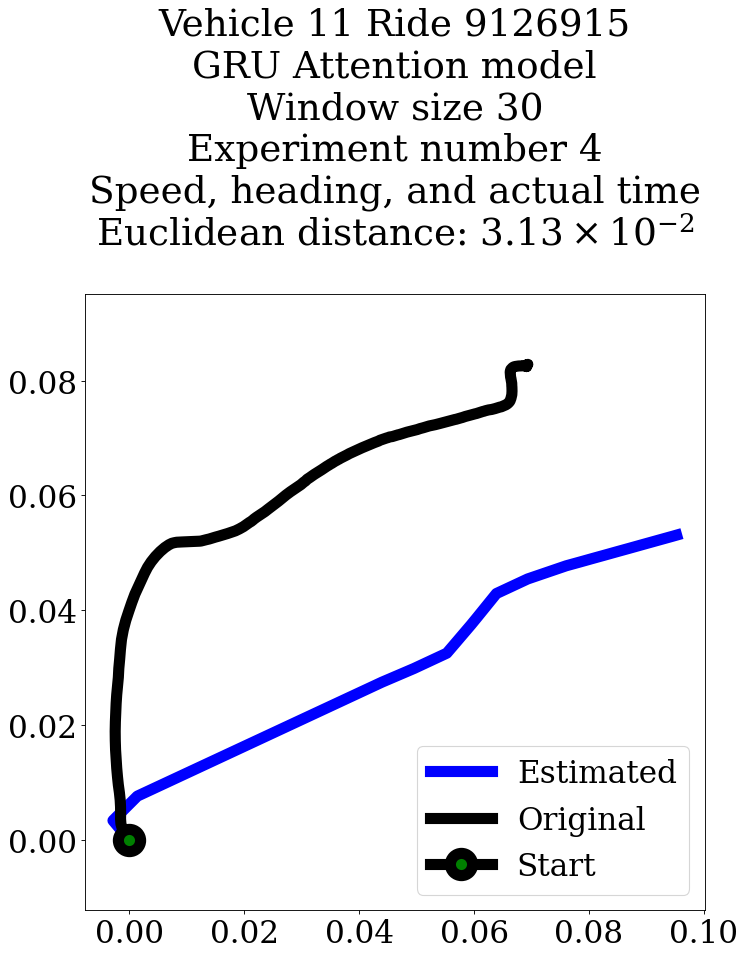 Vehicle 11 Ride 9126915
GRU Attention model
Window size 30
Experiment number 4
Speed, heading, and actual time
Euclidean distance: 3.13 × 10⁻²
0.08
0.06
0.04
0.02
0.00
Estimated
Original
Start
0.00 0.02 0.04 0.06 0.08 0.10